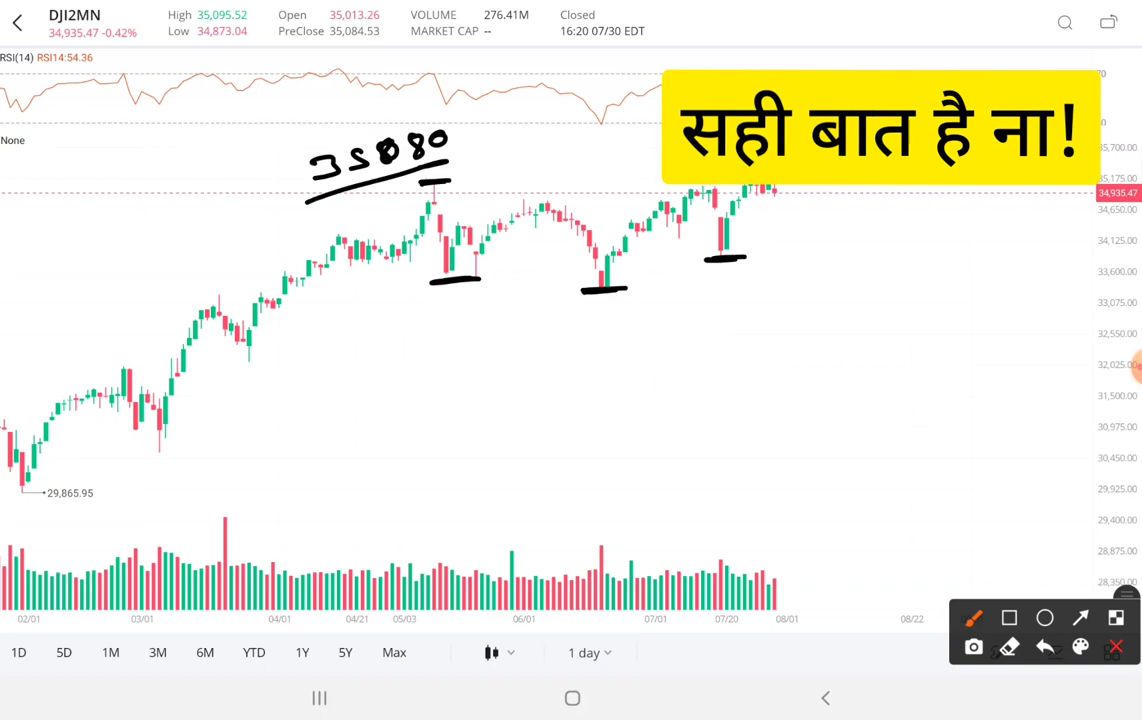 DJI2MN
34,935.47 -0.42%
High 35,095.52
Low 34,873.04
Open 35,013.26
PreClose 35,084.53
VOLUME 276.41M
MARKET CAP --
Closed
16:20 07/30 EDT
RSI(14) RSI14:54.36
70
सही बात है ना!
None
35,700.00
35,175.00
34,935.47
34,650.00
34,125.00
33,600.00
33,075.00
32,550.00
32,025.00
31,500.00
30,975.00
30,450.00
29,925.00
29,400.00
28,875.00
28,350.00
29,865.95
02/01 03/01 04/01 04/21 05/03 06/01 07/01 07/20 08/01 08/22
1D 5D 1M 3M 6M YTD 1Y 5Y Max 1 day